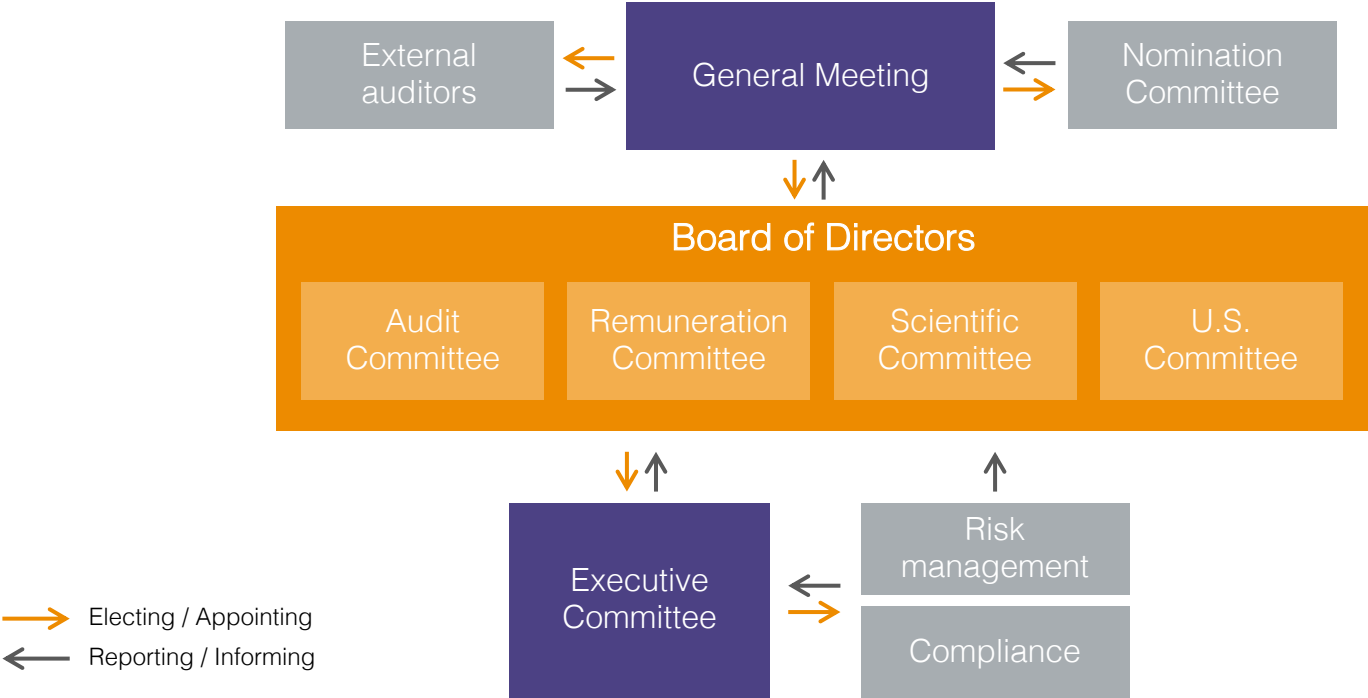 External
auditors
General Meeting
Nomination
Committee
Board of Directors
Audit
Committee
Remuneration
Committee
Scientific
Committee
U.S.
Committee
Executive
Committee
Risk
management
Compliance
Electing / Appointing
Reporting / Informing